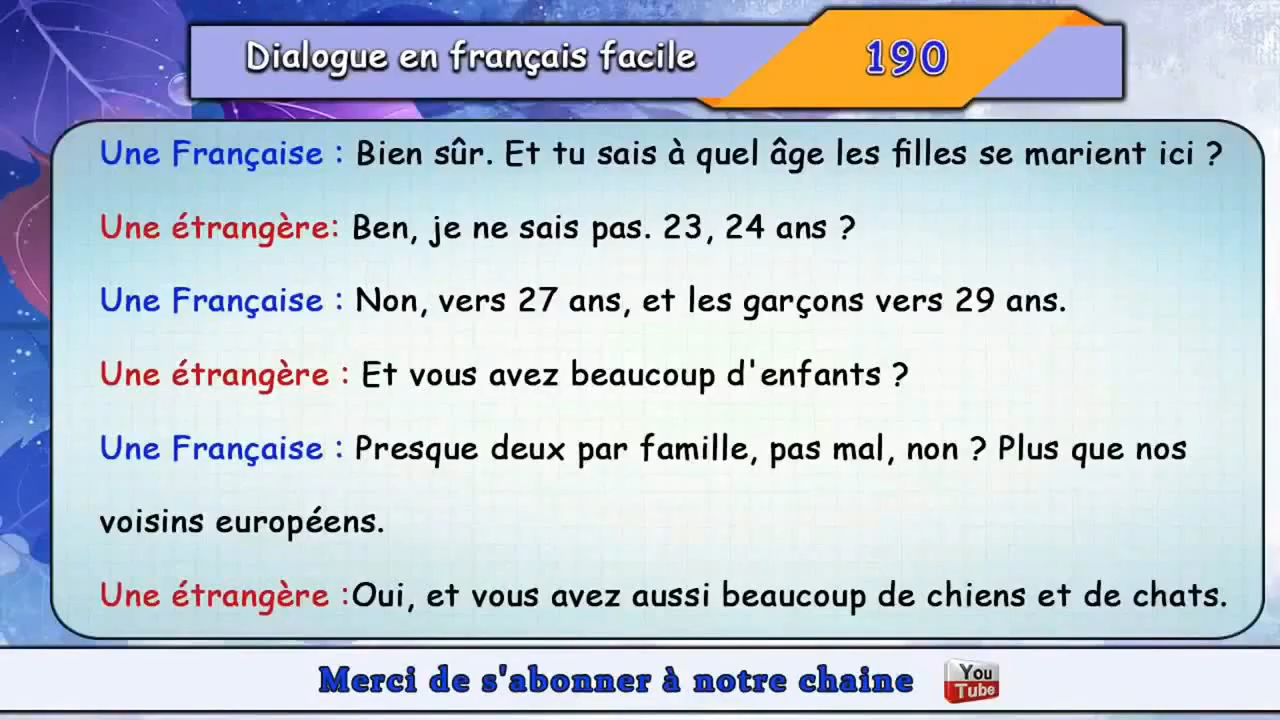 Dialogue en français facile
190
Une Française : Bien sûr. Et tu sais à quel âge les filles se marient ici ?
Une étrangère: Ben, je ne sais pas. 23, 24 ans ?
Une Française : Non, vers 27 ans, et les garçons vers 29 ans.
Une étrangère : Et vous avez beaucoup d'enfants ?
Une Française : Presque deux par famille, pas mal, non ? Plus que nos
voisins européens.
Une étrangère :Oui, et vous avez aussi beaucoup de chiens et de chats.
Merci de s'abonner à notre chaine
You
Tube